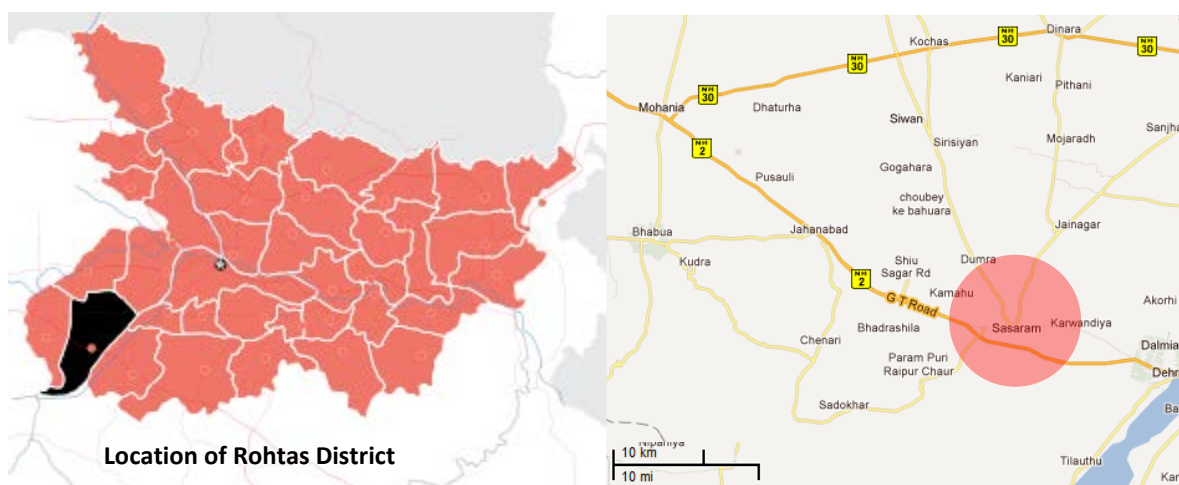 Location of Rohtas District
Dinara
NH
30
Kochas
NH
30
NH
30
Kaniari
Pithani
NH
30
Mohania
Dhaturha
Siwan
Sirisiyan
Mojaradh
Sanjha
NH
2
Gogahara
Pusauli
choubey
ke bahuara
Jainagar
Bhabua
Jahanabad
Kudra
Shiu
Sagar Rd
Dumra
NH
2
Kamahu
G T Road
Akorhi
Sasaram
Karwandiya
Bhadrashila
Chenari
Dalmia
Param Puri
Raipur Chaur
Dehr
Sadokhar
Ba
10 km
10 mi
Tilauthu
Kar